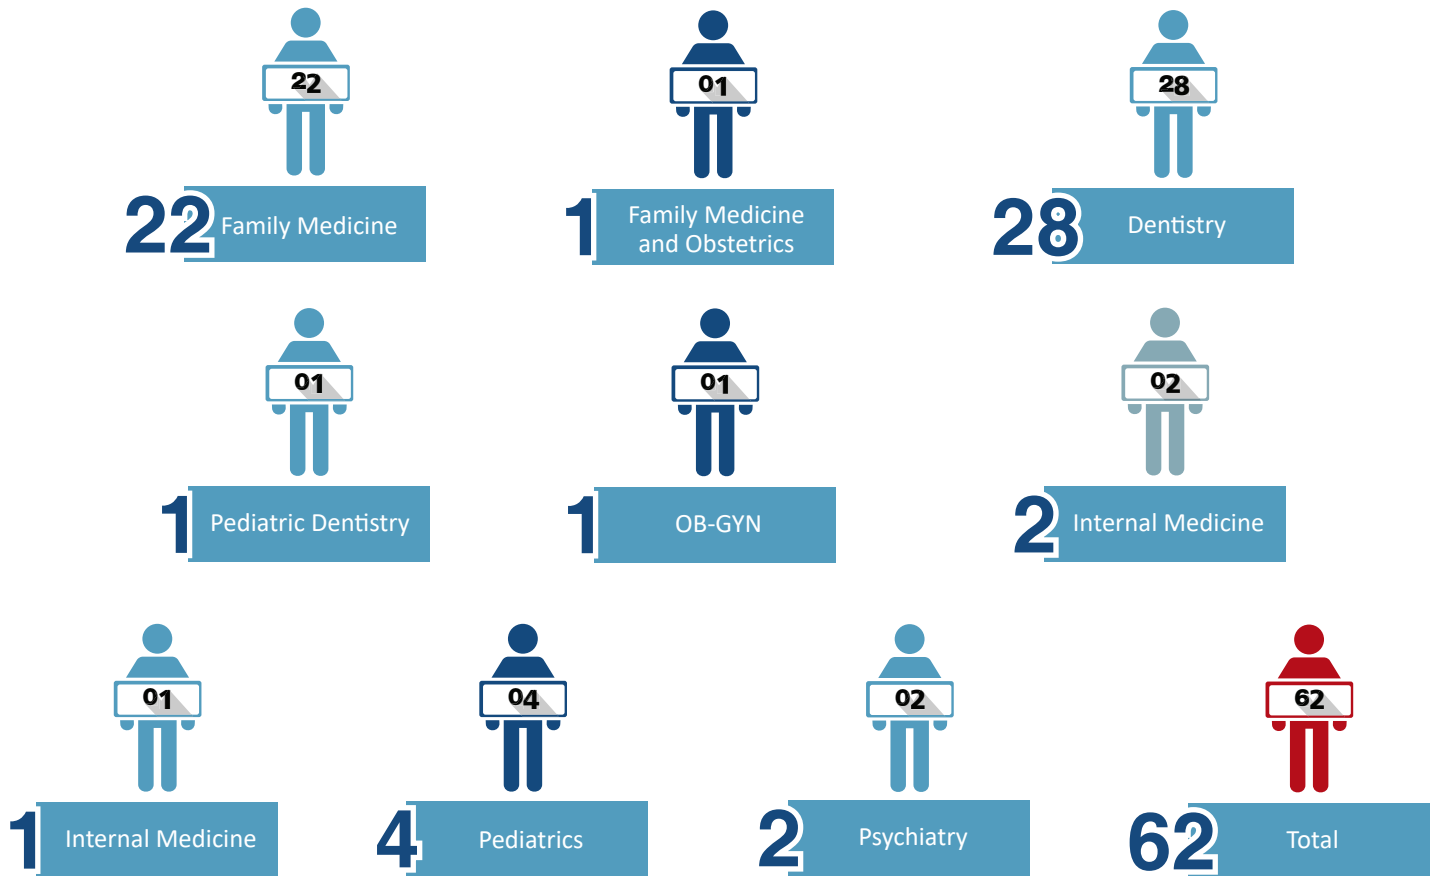 22
01
28
22 Family Medicine
1 Family Medicine
and Obstetrics
28 Dentistry
01
01
02
1 Pediatric Dentistry
1 OB-GYN
2 Internal Medicine
01
04
02
62
1 Internal Medicine
4 Pediatrics
2 Psychiatry
62 Total